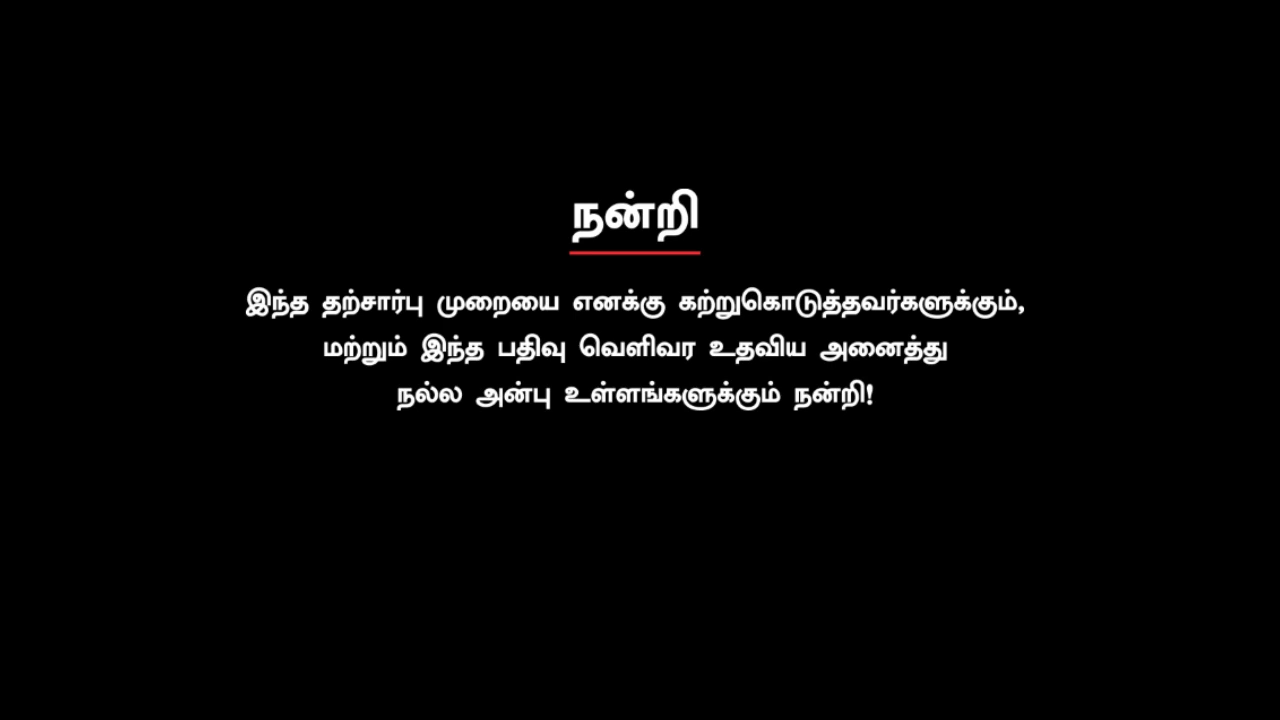 நன்றி
இந்த தற்சார்பு முறையை எனக்கு கற்றுகொடுத்தவர்களுக்கும்,
மற்றும் இந்த பதிவு வெளிவர உதவிய அனைத்து
நல்ல அன்பு உள்ளங்களுக்கும் நன்றி!